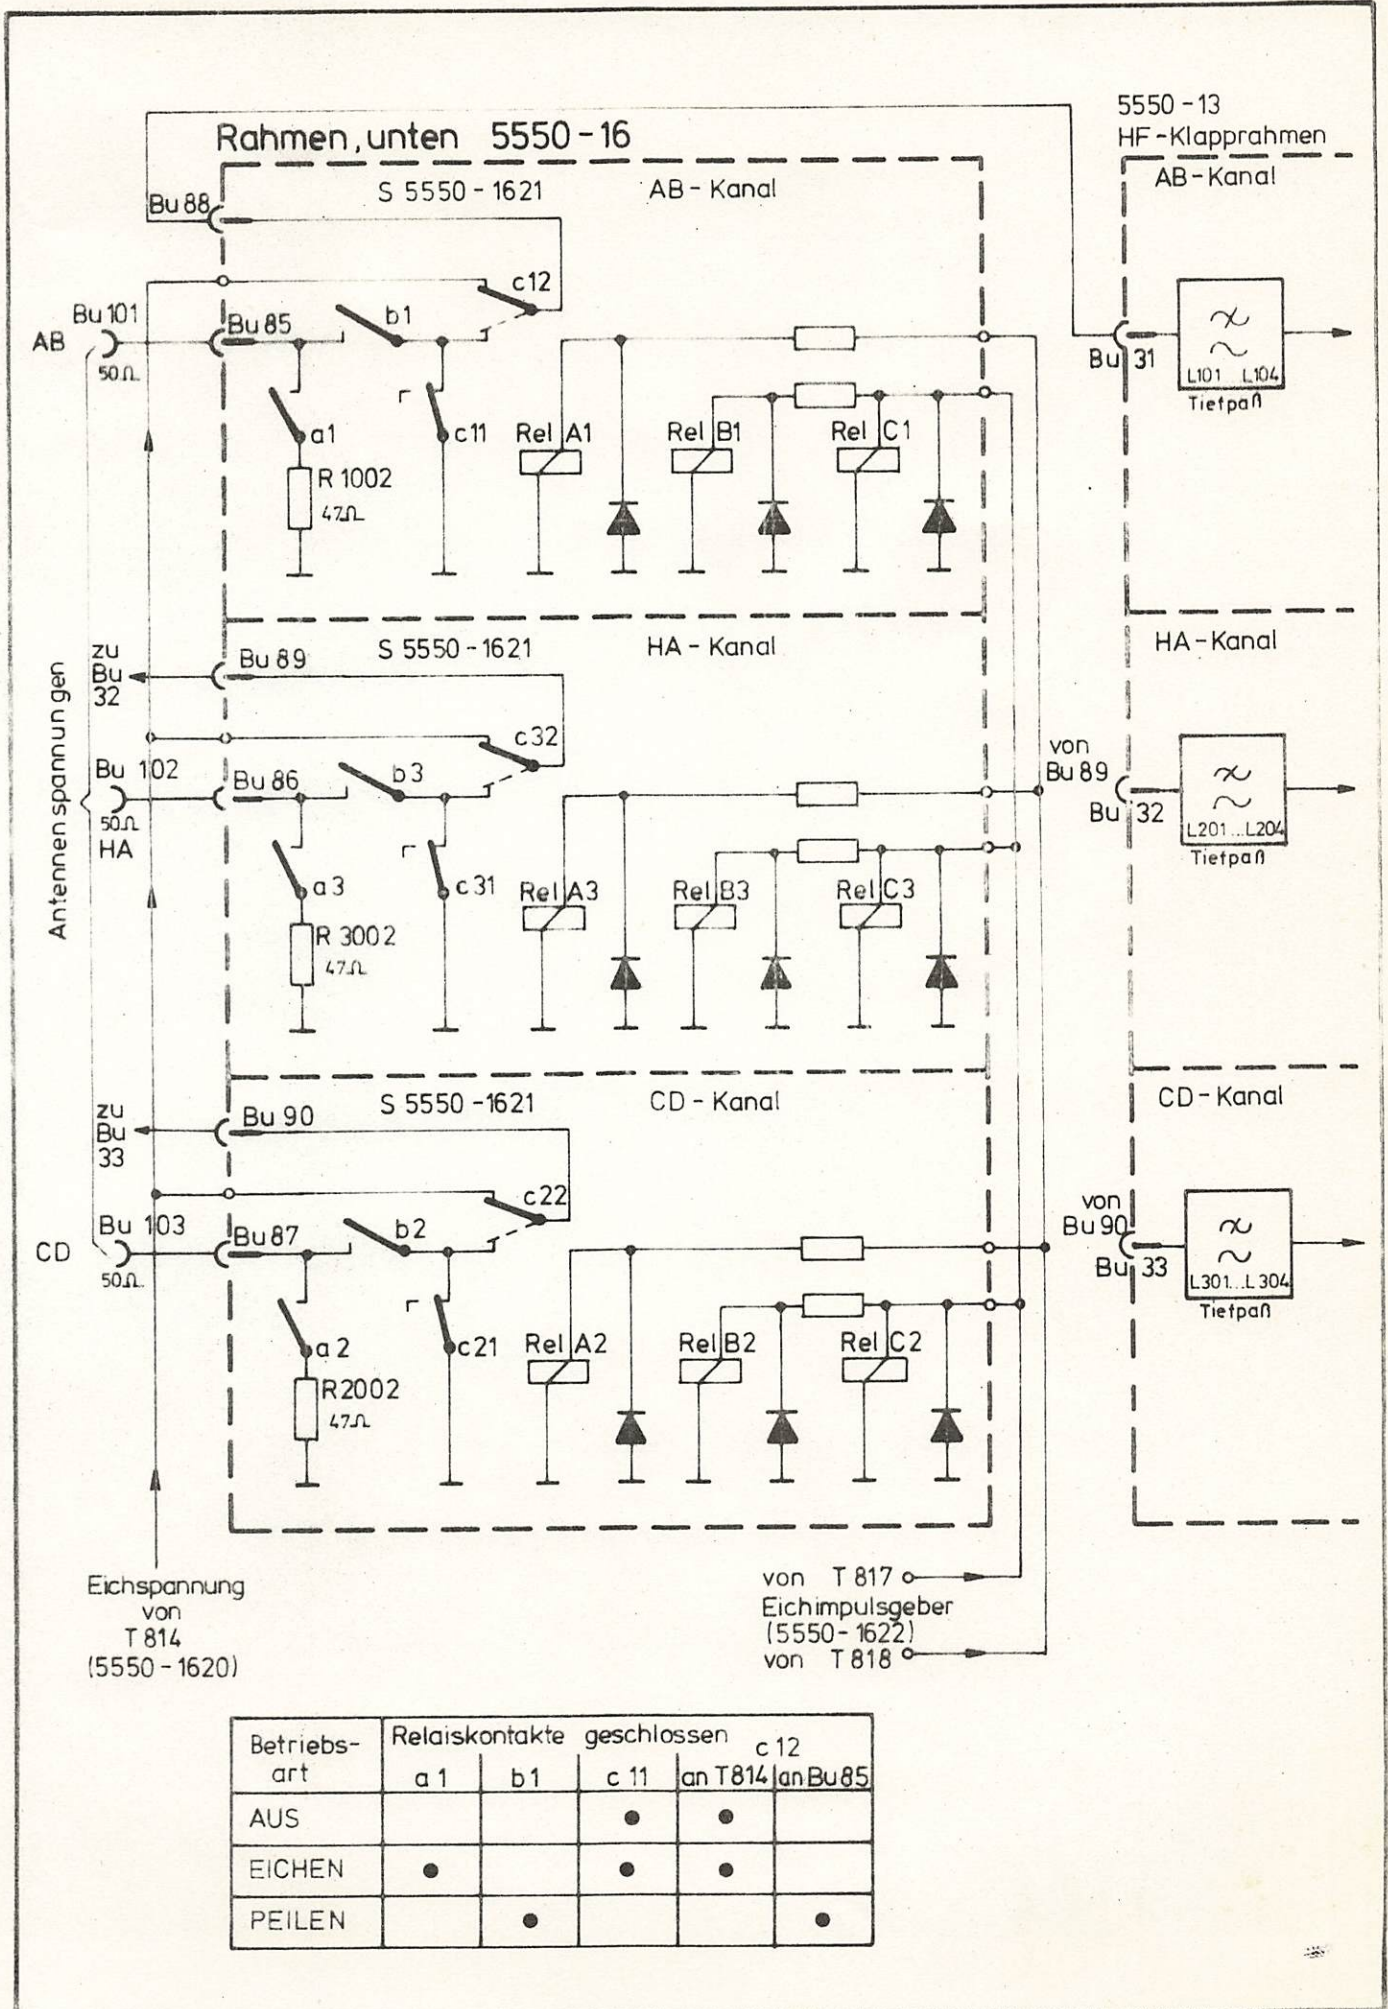 5550-13
HF-Klapprahmen
AB-Kanal
Rahmen, unten 5550-16
S 5550-1621 AB-Kanal
Bu 88
c12
Bu 101
AB
50Ω
Bu 85
b1
a1
c11
R 1002
47Ω
Rel A1
Rel B1
Rel C1
Bu 31
L101 L104
Tiefpaß
S 5550-1621 HA-Kanal
HA-Kanal
zu
Bu
32
Bu 89
c32
Bu 102
50Ω
HA
Bu 86
b3
a3
c31
R 3002
47Ω
Rel A3
Rel B3
Rel C3
von
Bu 89
Bu 32
L201...L204
Tiefpaß
Antennenspannungen
S 5550-1621 CD-Kanal
CD-Kanal
zu
Bu
33
Bu 90
c22
Bu 103
CD
50Ω
Bu 87
b2
a2
c21
R2002
47Ω
Rel A2
Rel B2
Rel C2
von
Bu 90
Bu 33
L301...L304
Tiefpaß
Eichspannung
von
T 814
(5550-1620)
von T 817
Eichimpulsgeber
(5550-1622)
von T 818
Betriebs-
art
Relaiskontakte geschlossen
c 12
a 1 b1 c 11 an T814 an Bu 85
AUS ● ●
EICHEN ● ● ●
PEILEN ● ●